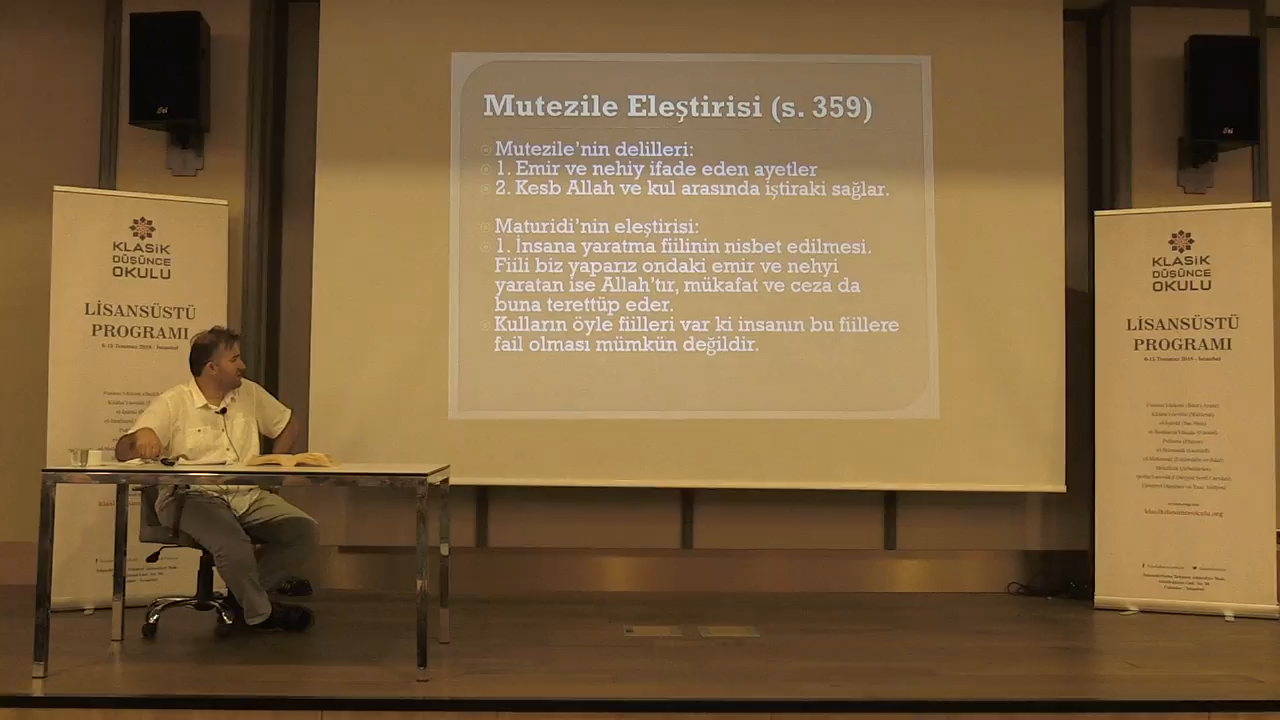 Mutezile Eleştirisi (s. 359)
Mutezile’nin delilleri:
1. Emir ve nehiy ifade eden ayetler
2. Kesb Allah ve kul arasında iştiraki sağlar.
Maturidi’nin eleştirisi:
1. İnsana yaratma fiilinin nisbet edilmesi.
Fiili biz yaparız ondaki emir ve nehyi
yaratan ise Allah’tır, mükafat ve ceza da
buna terettüp eder.
Kulların öyle fiilleri var ki insanın bu fiillere
fail olması mümkün değildir.
KLASİK
DÜŞÜNCE
OKULU
LİSANSÜSTÜ
PROGRAMI
KLASİK
DÜŞÜNCE
OKULU
LİSANSÜSTÜ
PROGRAMI